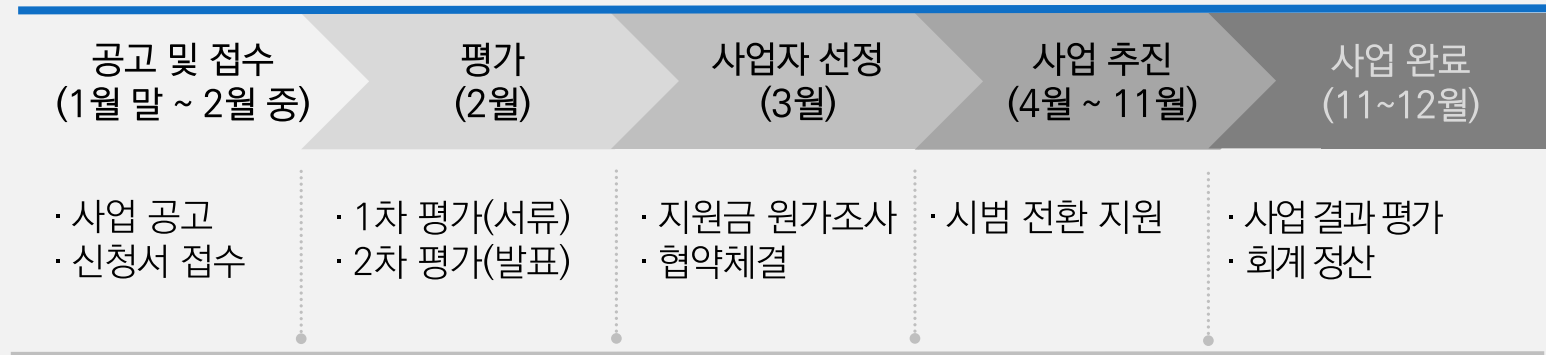 공고 및 접수
(1월 말 ~ 2월 중)
평가
(2월)
사업자 선정
(3월)
사업 추진
(4월 ~ 11월)
사업 완료
(11~12월)
· 사업 공고
· 신청서 접수
· 1차 평가(서류)
· 2차 평가(발표)
· 지원금 원가조사
· 협약체결
· 시범 전환 지원
· 사업 결과 평가
· 회계 정산